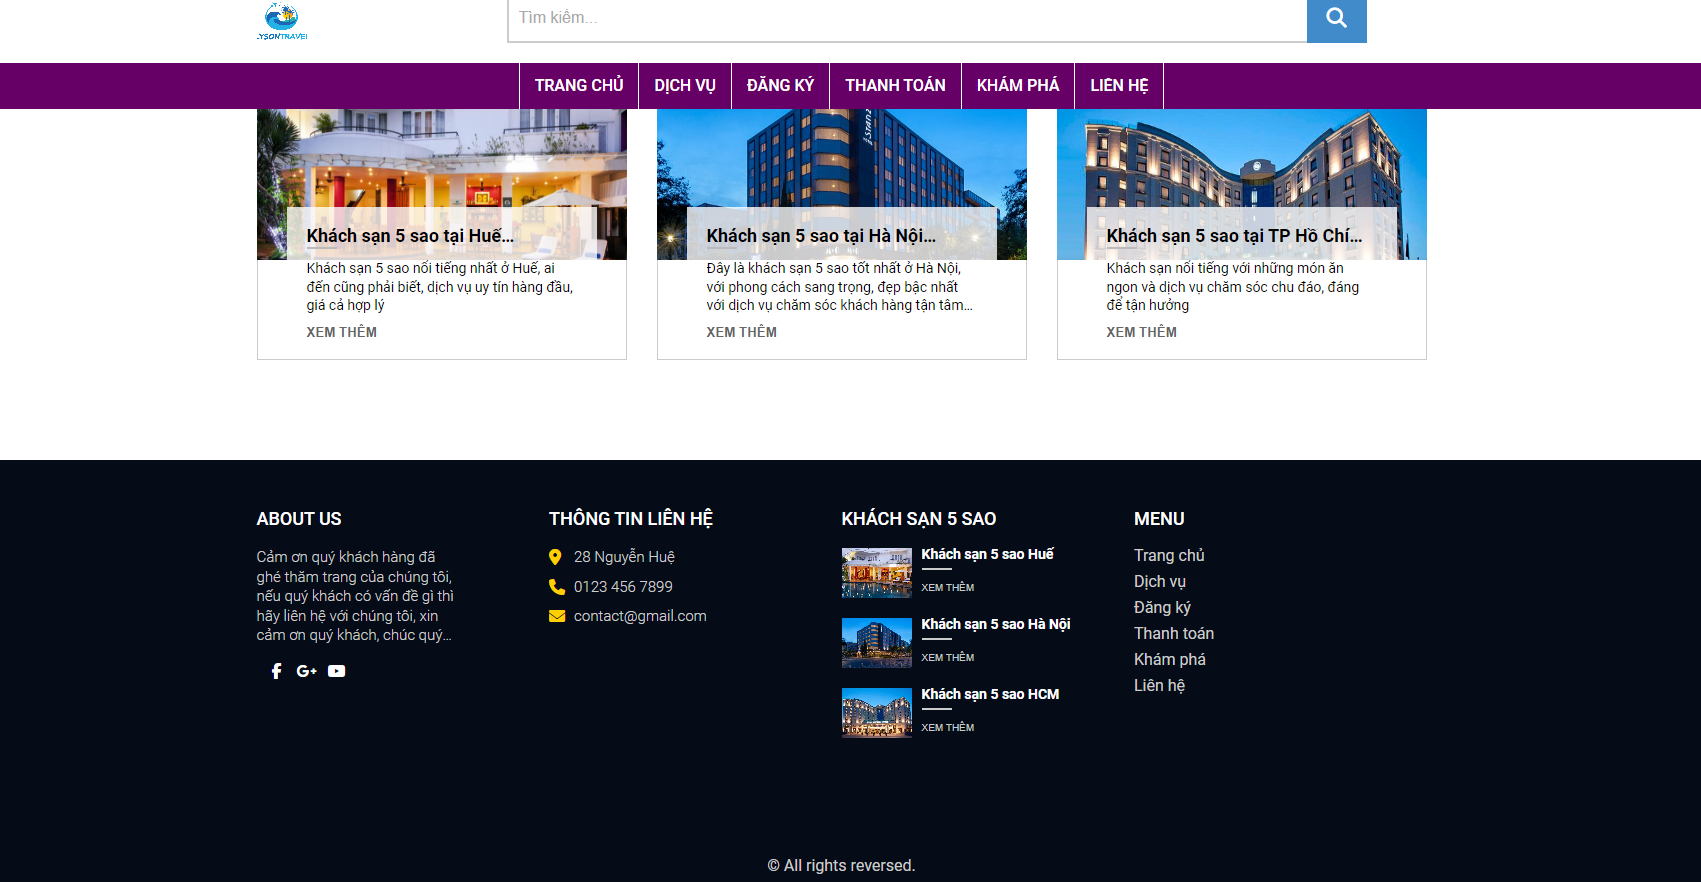 LYSONTRAVEL
Tìm kiếm...
TRANG CHỦ DỊCH VỤ ĐĂNG KÝ THANH TOÁN KHÁM PHÁ LIÊN HỆ
Khách sạn 5 sao tại Huế...
Khách sạn 5 sao nổi tiếng nhất ở Huế, ai
đến cũng phải biết, dịch vụ uy tín hàng đầu,
giá cả hợp lý
XEM THÊM
Khách sạn 5 sao tại Hà Nội...
Đây là khách sạn 5 sao tốt nhất ở Hà Nội,
với phong cách sang trọng, đẹp bậc nhất
với dịch vụ chăm sóc khách hàng tận tâm...
XEM THÊM
Khách sạn 5 sao tại TP Hồ Chí...
Khách sạn nổi tiếng với những món ăn
ngon và dịch vụ chăm sóc chu đáo, đáng
để tận hưởng
XEM THÊM
ABOUT US
Cảm ơn quý khách hàng đã
ghé thăm trang của chúng tôi,
nếu quý khách có vấn đề gì thì
hãy liên hệ với chúng tôi, xin
cảm ơn quý khách, chúc quý...
THÔNG TIN LIÊN HỆ
28 Nguyễn Huệ
0123 456 7899
contact@gmail.com
KHÁCH SẠN 5 SAO
Khách sạn 5 sao Huế
XEM THÊM
Khách sạn 5 sao Hà Nội
XEM THÊM
Khách sạn 5 sao HCM
XEM THÊM
MENU
Trang chủ
Dịch vụ
Đăng ký
Thanh toán
Khám phá
Liên hệ
© All rights reversed.